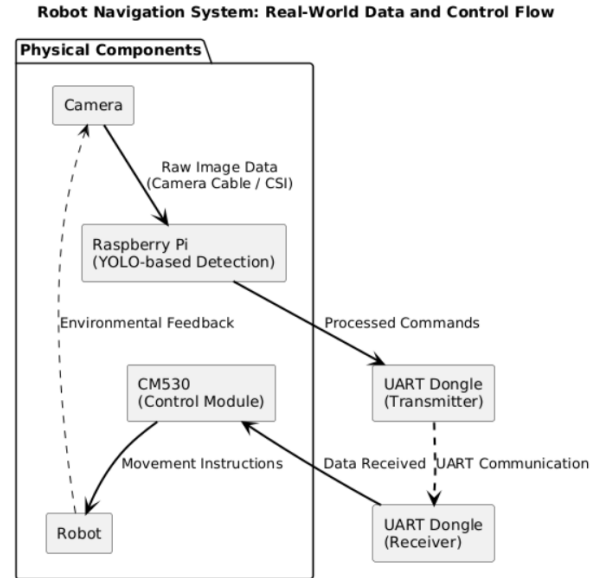 Robot Navigation System: Real-World Data and Control Flow
Physical Components
Camera
Raw Image Data
(Camera Cable / CSI)
Raspberry Pi
(YOLO-based Detection)
Environmental Feedback
Processed Commands
CM530
(Control Module)
UART Dongle
(Transmitter)
Movement Instructions
Data Received
UART Communication
Robot
UART Dongle
(Receiver)